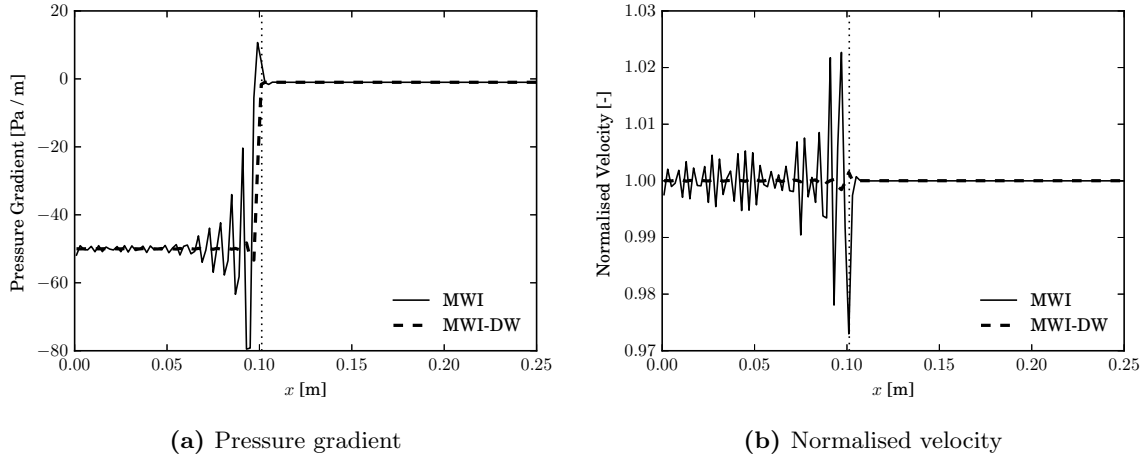 20
0
−20
−40
−60
−80
Pressure Gradient [Pa / m]
0.00 0.05 0.10 0.15 0.20 0.25
x [m]
MWI
MWI-DW
(a) Pressure gradient
1.03
1.02
1.01
1.00
0.99
0.98
0.97
Normalised Velocity [-]
0.00 0.05 0.10 0.15 0.20 0.25
x [m]
MWI
MWI-DW
(b) Normalised velocity